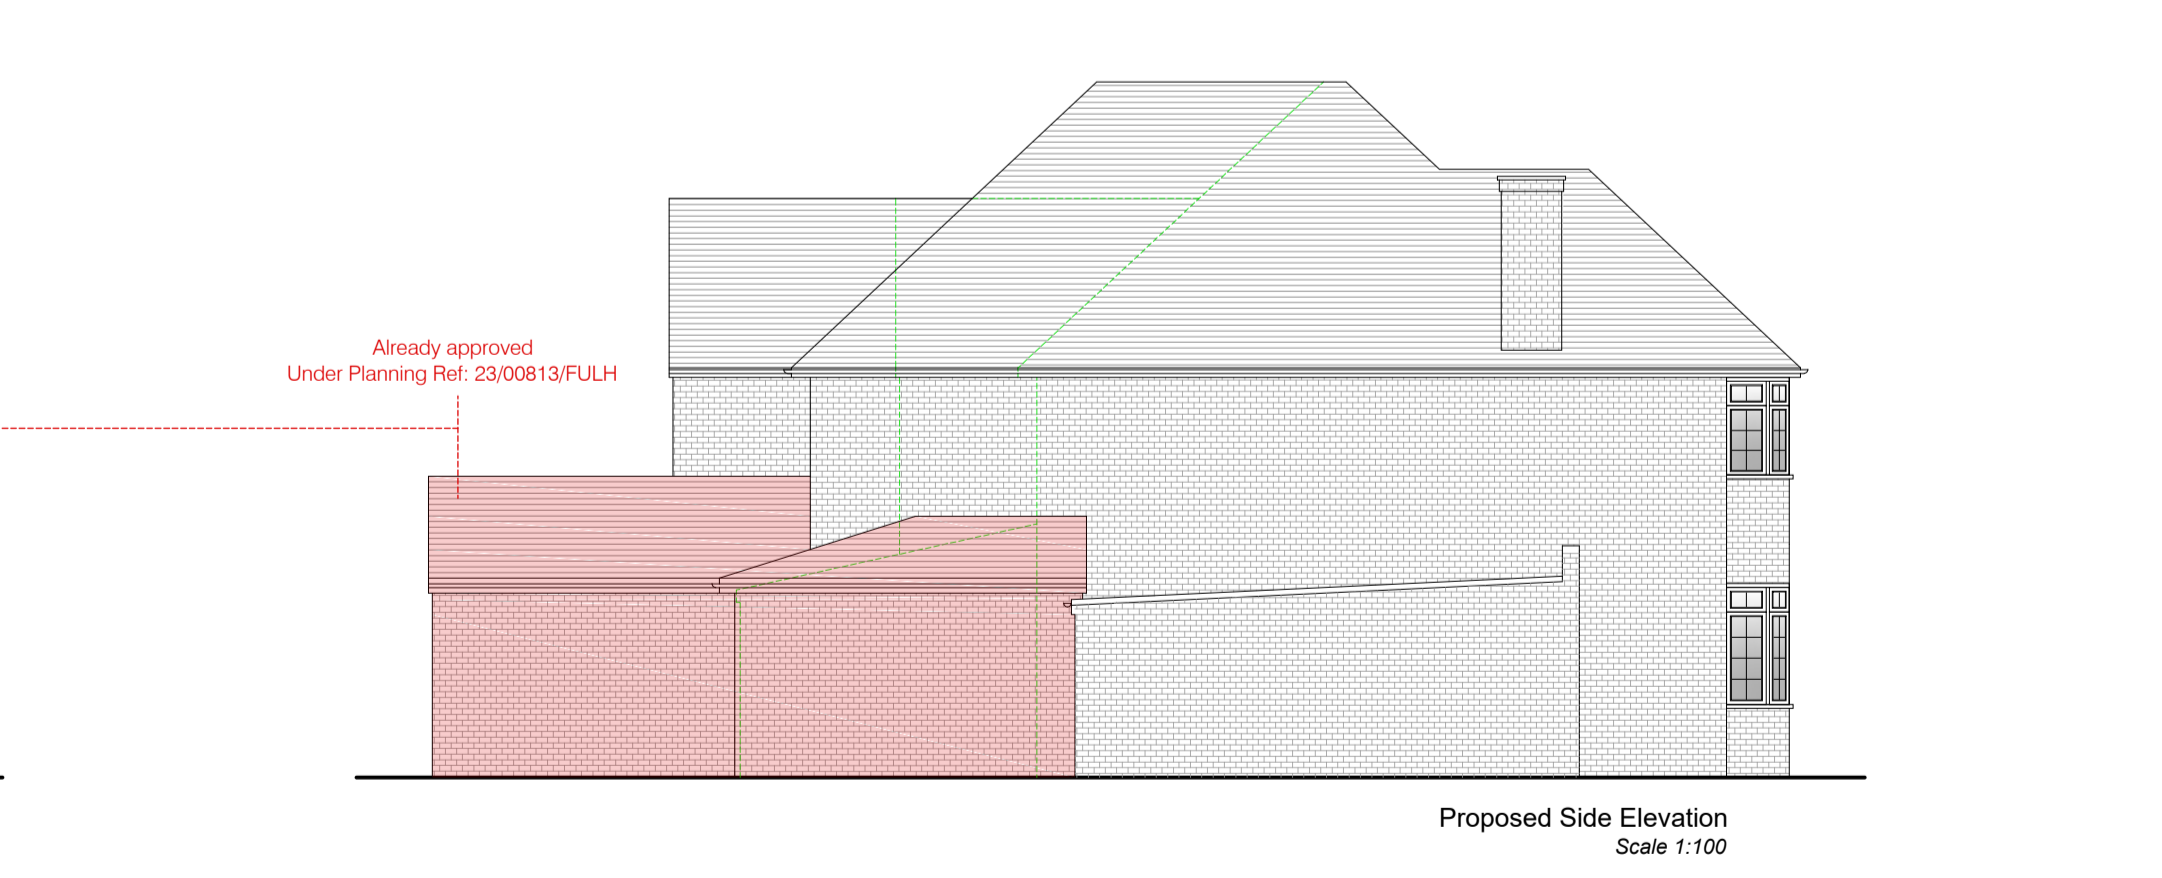 Already approved
Under Planning Ref: 23/00813/FULH
Proposed Side Elevation
Scale 1:100